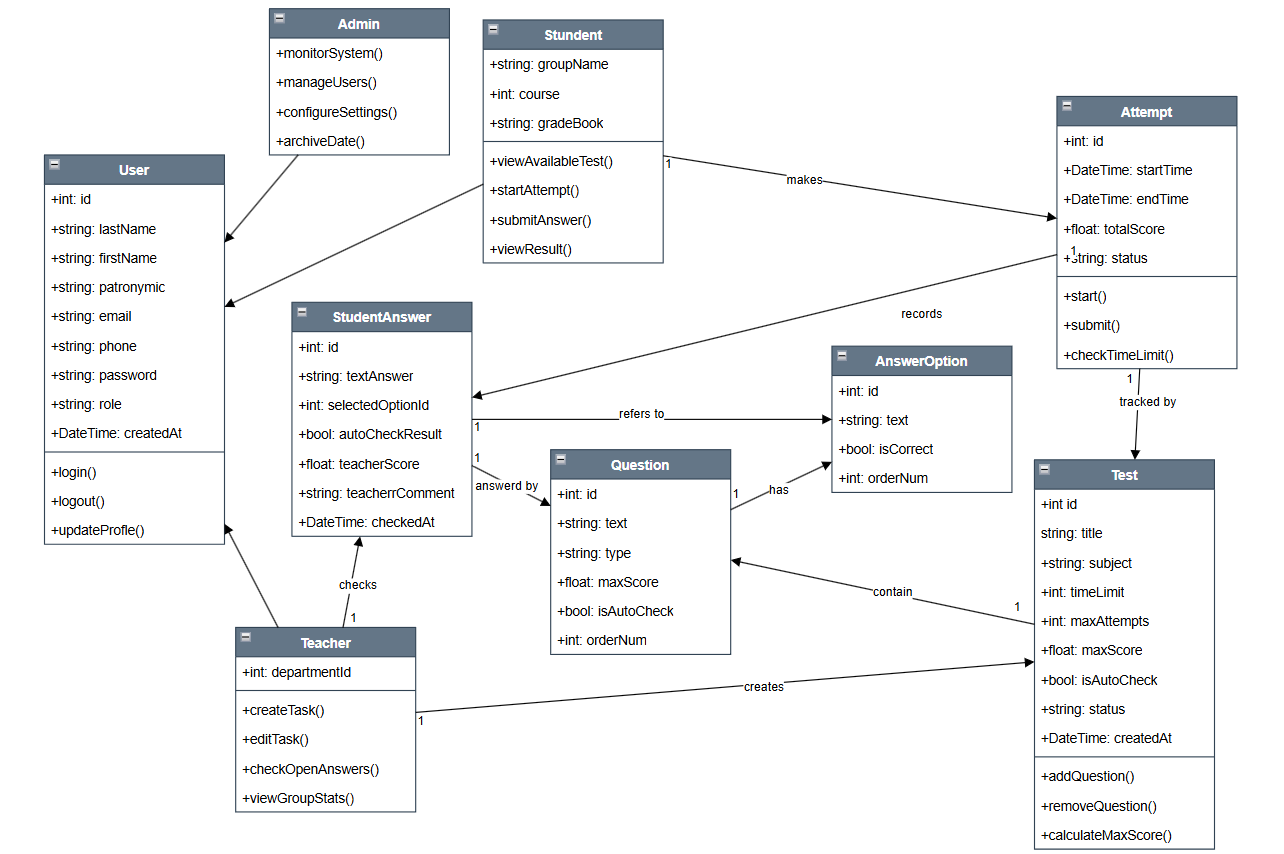 Admin
+monitorSystem()
+manageUsers()
+configureSettings()
+archiveDate()
Stundent
+string: groupName
+int: course
+string: gradeBook
+viewAvailableTest()
+startAttempt()
+submitAnswer()
+viewResult()
1
makes
Attempt
+int: id
+DateTime: startTime
+DateTime: endTime
+float: totalScore
1
+string: status
+start()
+submit()
+checkTimeLimit()
1
tracked by
records
User
+int: id
+string: lastName
+string: firstName
+string: patronymic
+string: email
+string: phone
+string: password
+string: role
+DateTime: createdAt
+login()
+logout()
+updateProfle()
StudentAnswer
+int: id
+string: textAnswer
+int: selectedOptionId
+bool: autoCheckResult
+float: teacherScore
+string: teacherrComment
+DateTime: checkedAt
refers to
1
1
answerd by
AnswerOption
+int: id
+string: text
+bool: isCorrect
+int: orderNum
Question
+int: id
+string: text
+string: type
+float: maxScore
+bool: isAutoCheck
+int: orderNum
1
has
contain
1
Test
+int id
string: title
+string: subject
+int: timeLimit
+int: maxAttempts
+float: maxScore
+bool: isAutoCheck
+string: status
+DateTime: createdAt
+addQuestion()
+removeQuestion()
+calculateMaxScore()
checks
1
Teacher
+int: departmentId
+createTask()
+editTask()
+checkOpenAnswers()
+viewGroupStats()
1
creates